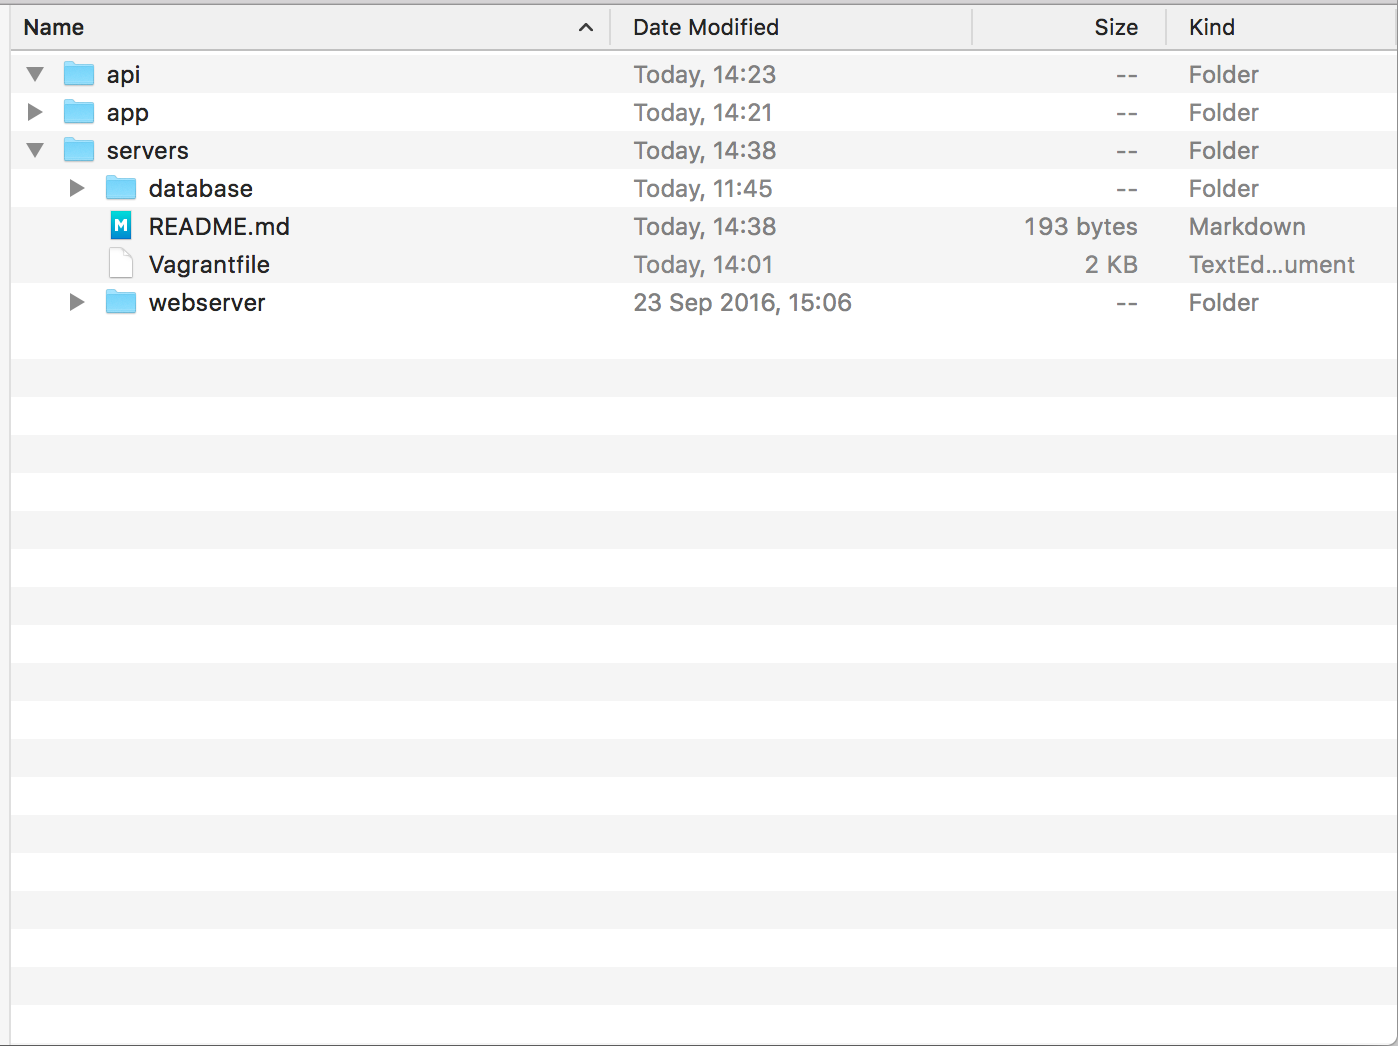 Name Date Modified Size Kind
api Today, 14:23 -- Folder
app Today, 14:21 -- Folder
servers Today, 14:38 -- Folder
database Today, 11:45 -- Folder
M README.md Today, 14:38 193 bytes Markdown
Vagrantfile Today, 14:01 2 KB TextEd...ument
webserver 23 Sep 2016, 15:06 -- Folder